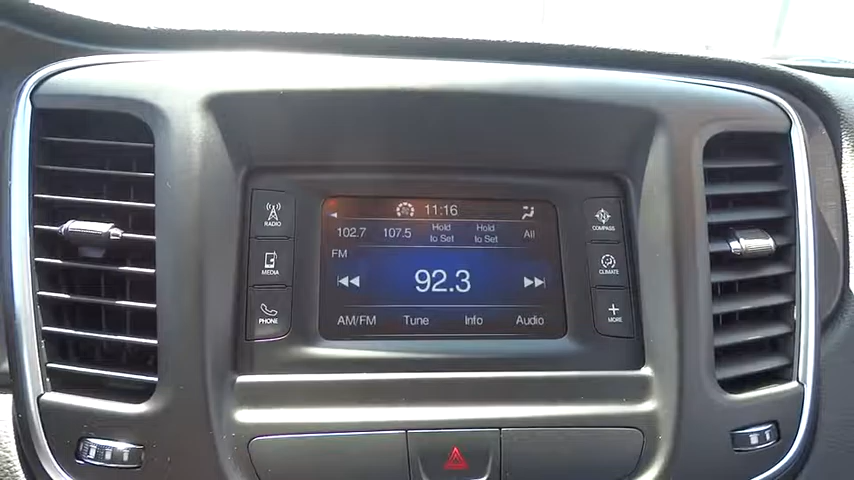 RADIO
MEDIA
PHONE
11:16
102.7 107.5 Hold to Set Hold to Set All
FM
92.3
AM/FM Tune Info Audio
COMPASS
CLIMATE
MORE